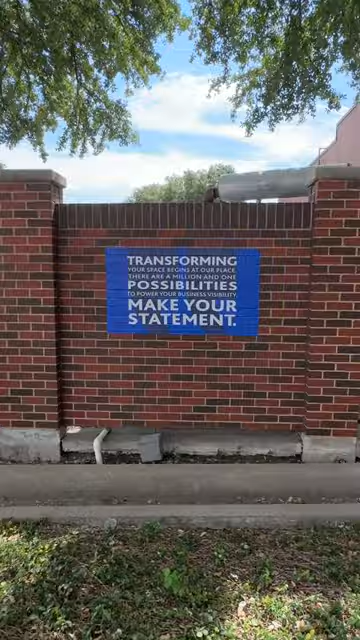 TRANSFORMING
YOUR SPACE BEGINS AT OUR PLACE.
THERE ARE A MILLION AND ONE
POSSIBILITIES
TO POWER YOUR BUSINESS VISIBILITY.
MAKE YOUR
STATEMENT.